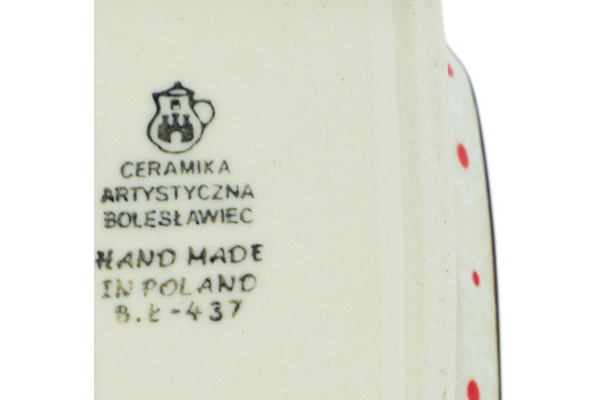 CERAMIKA
ARTYSTYCZNA
BOLESŁAWIEC
HAND MADE
IN POLAND
B.Ł-437